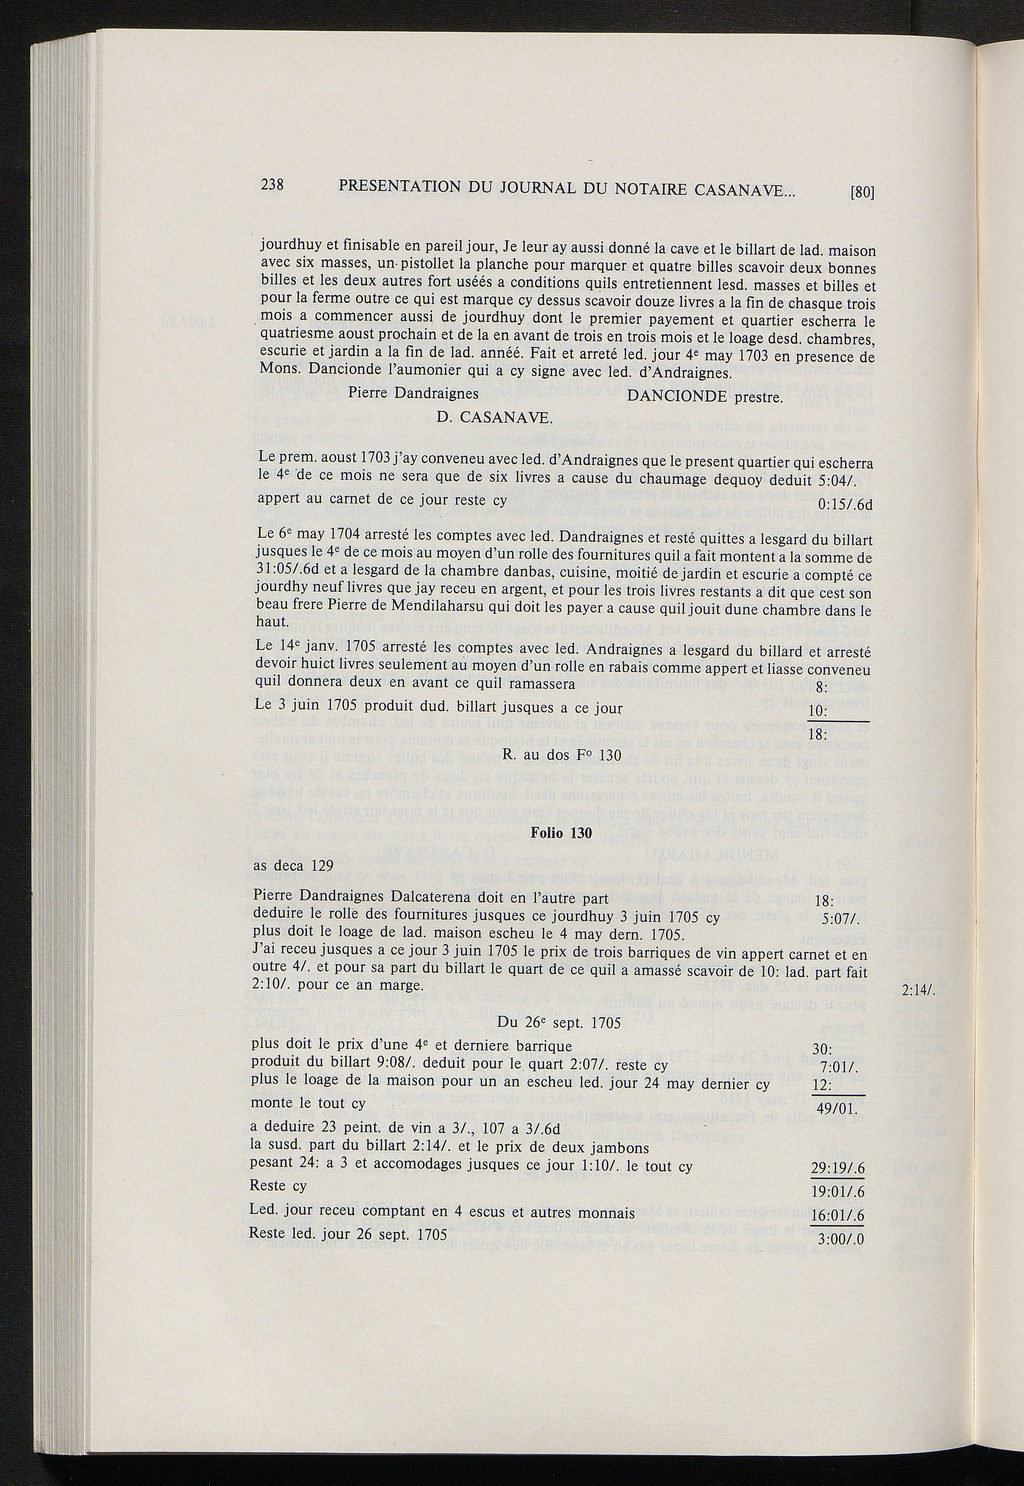 238 PRESENTATION DU JOURNAL DU NOTAIRE CASANAVE... [80]
jourdhuy et finisable en pareil jour, Je leur ay aussi donné la cave et le billart de lad. maison
avec six masses, un pistollet la planche pour marquer et quatre billes scavoir deux bonnes
billes et les deux autres fort uséés a conditions quils entretiennent lesd. masses et billes et
pour la ferme outre ce qui est marque cy dessus scavoir douze livres a la fin de chasque trois
mois a commencer aussi de jourdhuy dont le premier payement et quartier escherra le
quatriesme aoust prochain et de la en avant de trois en trois mois et le loage desd. chambres,
escurie et jardin a la fin de lad. annéé. Fait et arreté led. jour 4e may 1703 en presence de
Mons. Dancionde l'aumonier qui a cy signe avec led. d'Andraignes.
Pierre Dandraignes DANCIONDE prestre.
D. CASANAVE.
Le prem. aoust 1703 j'ay conveneu avec led. d'Andraignes que le present quartier qui escherra
le 4e de ce mois ne sera que de six livres a cause du chaumage dequoy deduit 5:04/.
appert au carnet de ce jour reste cy 0:15/.6d
Le 6e may 1704 arresté les comptes avec led. Dandraignes et resté quittes a lesgard du billart
jusques le 4e de ce mois au moyen d'un rolle des fournitures quil a fait montent a la somme de
31:05/.6d et a lesgard de la chambre danbas, cuisine, moitié de jardin et escurie a compté ce
jourdhy neuf livres que jay receu en argent, et pour les trois livres restants a dit que cest son
beau frere Pierre de Mendilaharsu qui doit les payer a cause quil jouit dune chambre dans le
haut.
Le 14e janv. 1705 arresté les comptes avec led. Andraignes a lesgard du billard et arresté
devoir huict livres seulement au moyen d'un rolle en rabais comme appert et liasse conveneu
quil donnera deux en avant ce quil ramassera 8:
Le 3 juin 1705 produit dud. billart jusques a ce jour 10:
18:
R. au dos Fo 130
Folio 130
as deca 129
Pierre Dandraignes Dalcaterena doit en l'autre part 18:
deduire le rolle des fournitures jusques ce jourdhuy 3 juin 1705 cy 5:07/.
plus doit le loage de lad. maison escheu le 4 may dern. 1705.
J'ai receu jusques a ce jour 3 juin 1705 le prix de trois barriques de vin appert carnet et en
outre 4/. et pour sa part du billart le quart de ce quil a amassé scavoir de 10: lad. part fait
2:10/. pour ce an marge. 2:14/.
Du 26e sept. 1705
plus doit le prix d'une 4e et derniere barrique 30:
produit du billart 9:08/. deduit pour le quart 2:07/. reste cy 7:01/.
plus le loage de la maison pour un an escheu led. jour 24 may dernier cy 12:
monte le tout cy 49/01.
a deduire 23 peint. de vin a 3/., 107 a 3/.6d
la susd. part du billart 2:14/. et le prix de deux jambons
pesant 24: a 3 et accomodages jusques ce jour 1:10/. le tout cy 29:19/.6
Reste cy 19:01/.6
Led. jour receu comptant en 4 escus et autres monnais 16:01/.6
Reste led. jour 26 sept. 1705 3:00/.0